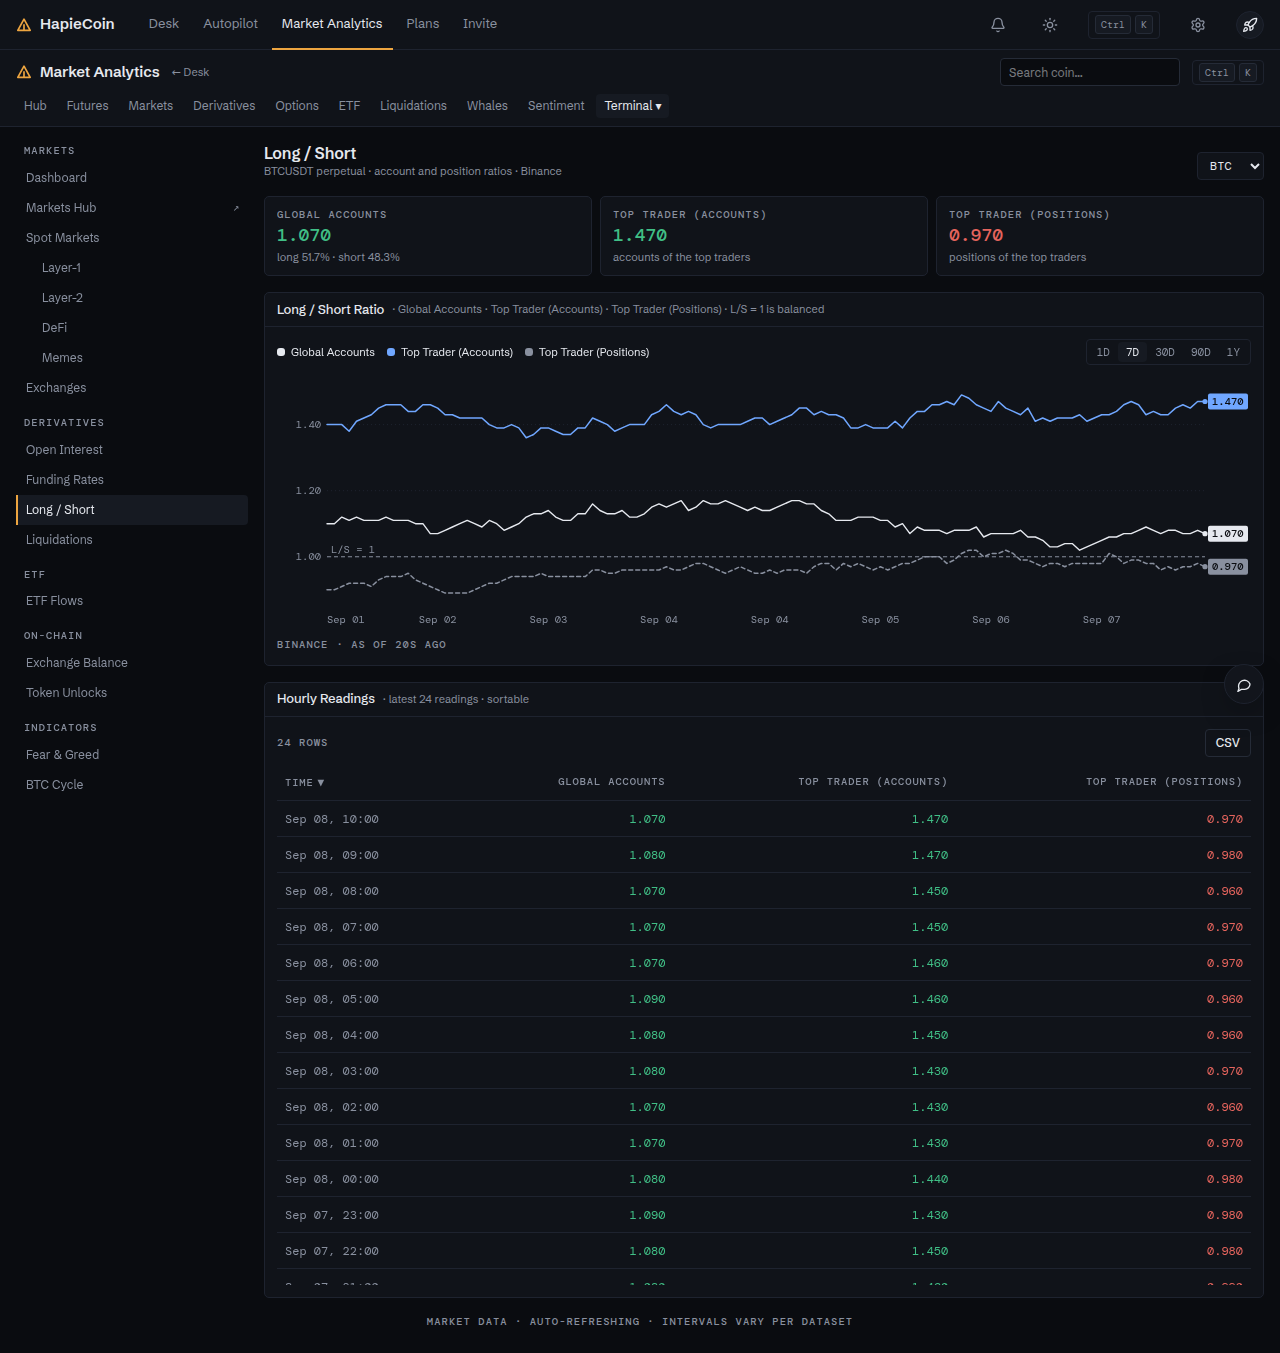 HapieCoin Desk Autopilot Market Analytics Plans Invite Ctrl K
Market Analytics ← Desk Search coin... Ctrl K
Hub Futures Markets Derivatives Options ETF Liquidations Whales Sentiment Terminal ▾
MARKETS
Dashboard
Markets Hub ↗
Spot Markets
Layer-1
Layer-2
DeFi
Memes
Exchanges
DERIVATIVES
Open Interest
Funding Rates
Long / Short
Liquidations
ETF
ETF Flows
ON-CHAIN
Exchange Balance
Token Unlocks
INDICATORS
Fear & Greed
BTC Cycle
Long / Short
BTCUSDT perpetual · account and position ratios · Binance
BTC
GLOBAL ACCOUNTS
1.070
long 51.7% · short 48.3%
TOP TRADER (ACCOUNTS)
1.470
accounts of the top traders
TOP TRADER (POSITIONS)
0.970
positions of the top traders
Long / Short Ratio · Global Accounts · Top Trader (Accounts) · Top Trader (Positions) · L/S = 1 is balanced
Global Accounts Top Trader (Accounts) Top Trader (Positions) 1D 7D 30D 90D 1Y
1.470
1.40
1.20
1.070
L/S = 1
1.00
0.970
Sep 01 Sep 02 Sep 03 Sep 04 Sep 04 Sep 05 Sep 06 Sep 07
BINANCE · AS OF 20S AGO
Hourly Readings · latest 24 readings · sortable
24 ROWS CSV
TIME ▼ GLOBAL ACCOUNTS TOP TRADER (ACCOUNTS) TOP TRADER (POSITIONS)
Sep 08, 10:00 1.070 1.470 0.970
Sep 08, 09:00 1.080 1.470 0.980
Sep 08, 08:00 1.070 1.450 0.960
Sep 08, 07:00 1.070 1.450 0.970
Sep 08, 06:00 1.070 1.460 0.970
Sep 08, 05:00 1.090 1.460 0.960
Sep 08, 04:00 1.080 1.450 0.960
Sep 08, 03:00 1.080 1.430 0.970
Sep 08, 02:00 1.070 1.430 0.960
Sep 08, 01:00 1.070 1.430 0.970
Sep 08, 00:00 1.080 1.440 0.980
Sep 07, 23:00 1.090 1.430 0.980
Sep 07, 22:00 1.080 1.450 0.980
MARKET DATA · AUTO-REFRESHING · INTERVALS VARY PER DATASET